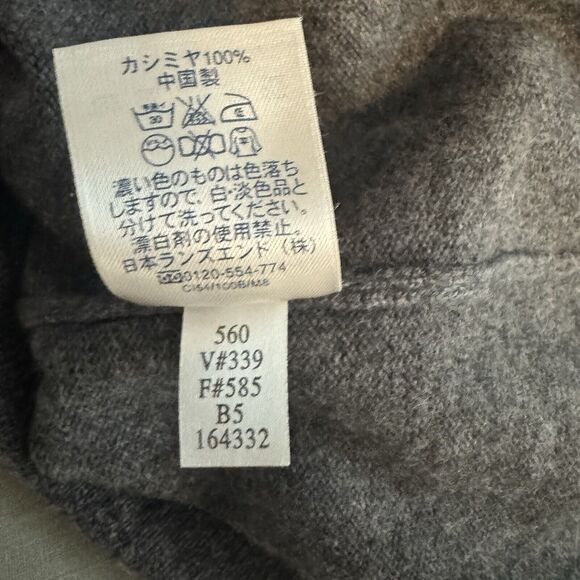 カシミヤ100%
中国製
濃い色のものは色落ち
しますので、白・淡色品と
分けて洗ってください。
漂白剤の使用禁止。
日本ランズエンド（株）
0120-554-774
CI54/100B/M8
560
V#339
F#585
B5
164332